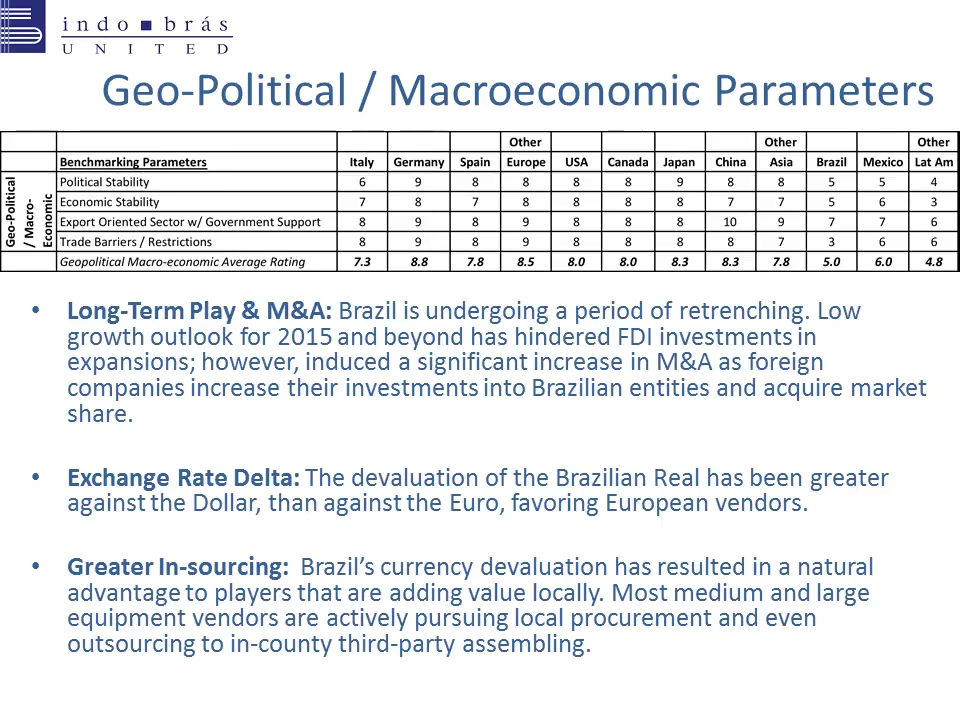 indo brás
UNITED
Geo-Political / Macroeconomic Parameters
Other Other Other
Benchmarking Parameters Italy Germany Spain Europe USA Canada Japan China Asia Brazil Mexico Lat Am
Geo-Political / Macro-Economic
Political Stability 6 9 8 8 8 8 9 8 8 5 5 4
Economic Stability 7 8 7 8 8 8 8 7 7 5 6 3
Export Oriented Sector w/ Government Support 8 9 8 9 8 8 8 10 9 7 7 6
Trade Barriers / Restrictions 8 9 8 9 8 8 8 8 7 3 6 6
Geopolitical Macro-economic Average Rating 7.3 8.8 7.8 8.5 8.0 8.0 8.3 8.3 7.8 5.0 6.0 4.8
• Long-Term Play & M&A: Brazil is undergoing a period of retrenching. Low
growth outlook for 2015 and beyond has hindered FDI investments in
expansions; however, induced a significant increase in M&A as foreign
companies increase their investments into Brazilian entities and acquire market
share.
• Exchange Rate Delta: The devaluation of the Brazilian Real has been greater
against the Dollar, than against the Euro, favoring European vendors.
• Greater In-sourcing: Brazil’s currency devaluation has resulted in a natural
advantage to players that are adding value locally. Most medium and large
equipment vendors are actively pursuing local procurement and even
outsourcing to in-county third-party assembling.